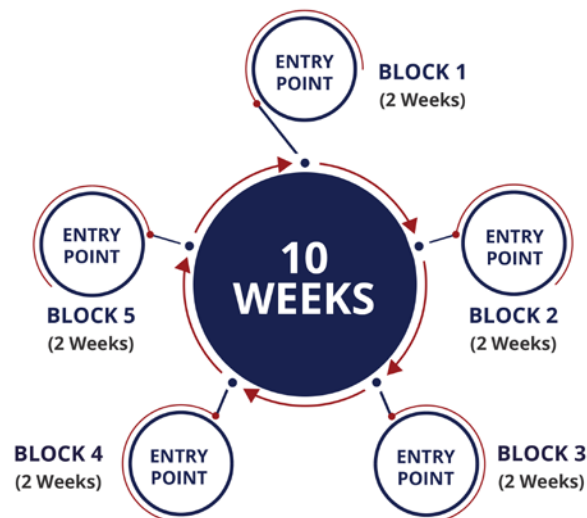 ENTRY
POINT
BLOCK 1
(2 Weeks)
ENTRY
POINT
BLOCK 2
(2 Weeks)
ENTRY
POINT
BLOCK 3
(2 Weeks)
ENTRY
POINT
BLOCK 4
(2 Weeks)
ENTRY
POINT
BLOCK 5
(2 Weeks)
10
WEEKS